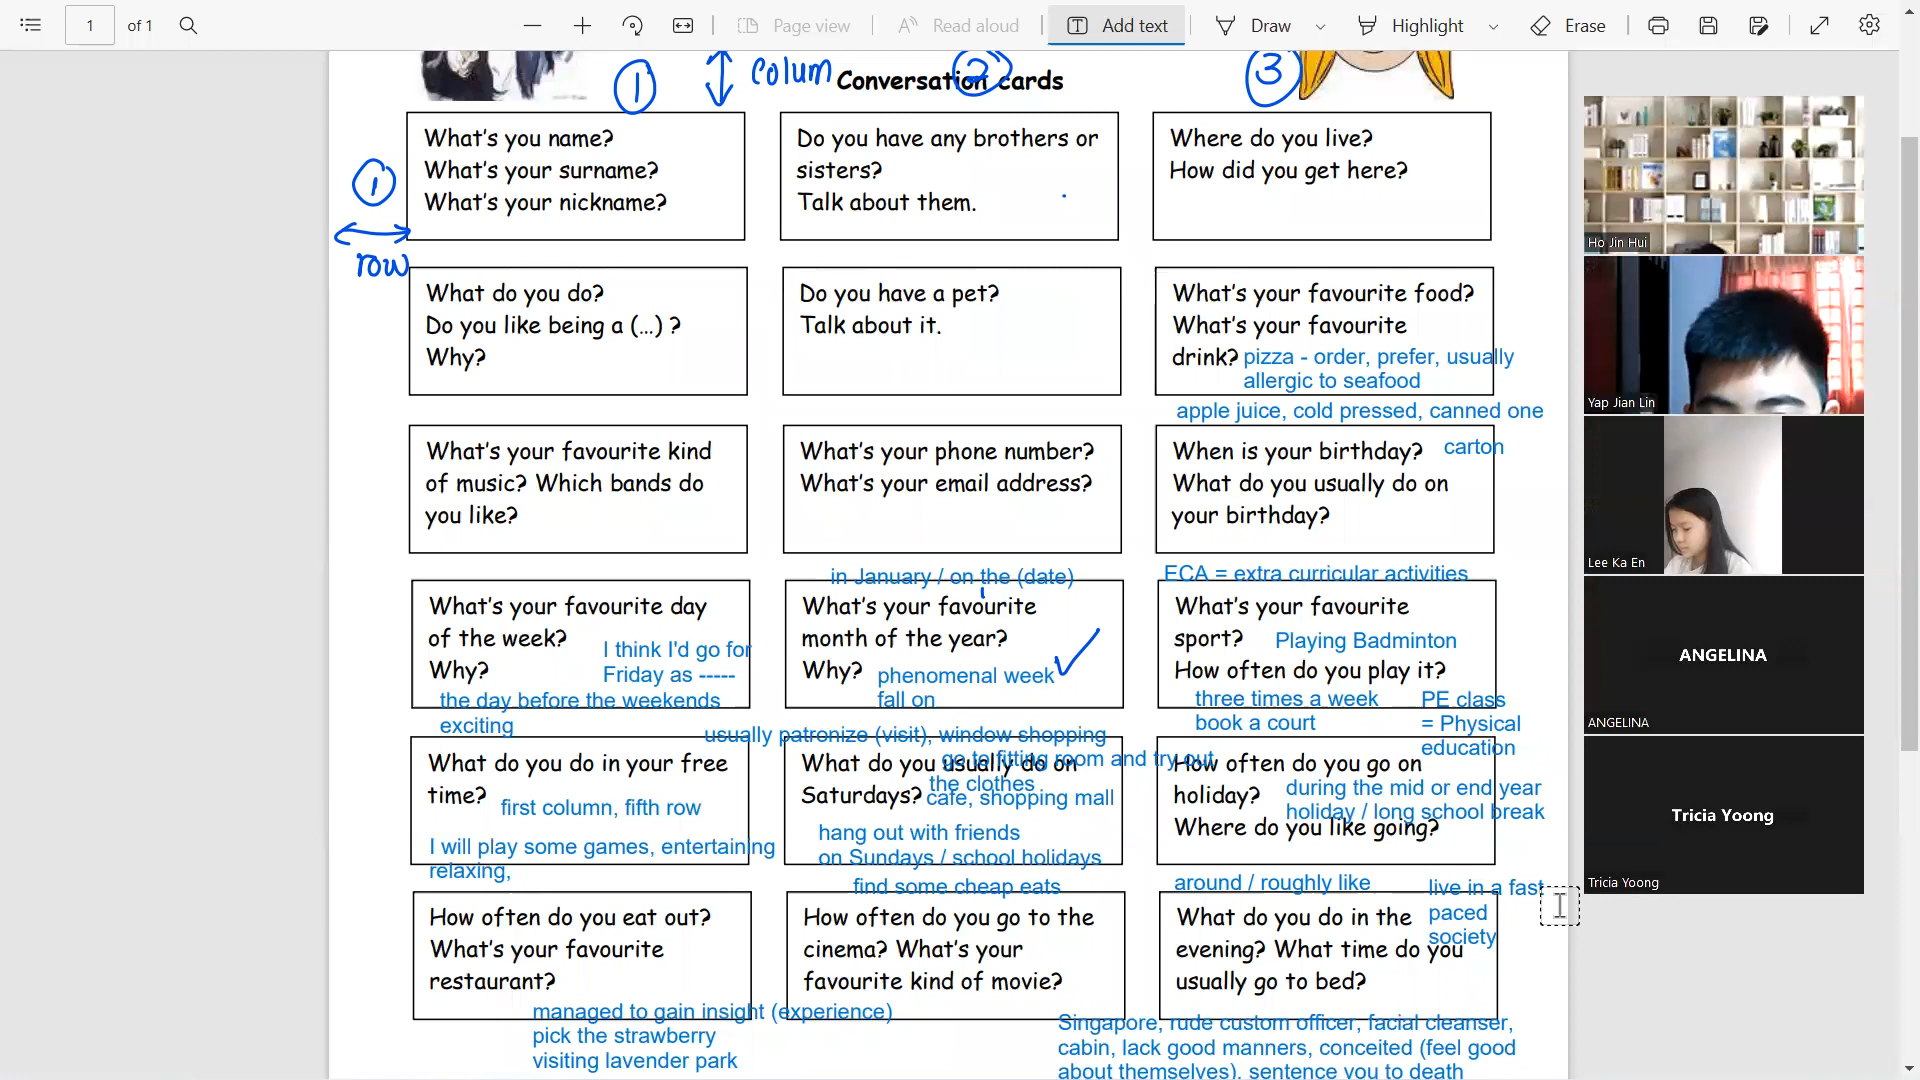 1 of 1 Page view Read aloud Add text Draw Highlight Erase
1 colum Conversation cards 2 3
What's you name?
What's your surname?
What's your nickname?
Do you have any brothers or
sisters?
Talk about them.
Where do you live?
How did you get here?
1
row
What do you do?
Do you like being a (...) ?
Why?
Do you have a pet?
Talk about it.
What's your favourite food?
What's your favourite
drink? pizza - order, prefer, usually
allergic to seafood
apple juice, cold pressed, canned one
carton
What's your favourite kind
of music? Which bands do
you like?
What's your phone number?
What's your email address?
When is your birthday?
What do you usually do on
your birthday?
in January / on the (date)
ECA = extra curricular activities
What's your favourite day
of the week?
Why?
I think I'd go for
Friday as -----
the day before the weekends
exciting
What's your favourite
month of the year?
Why? phenomenal week
fall on
What's your favourite
sport? Playing Badminton
How often do you play it?
three times a week
book a court
PE class
= Physical
education
usually patronize (visit), window shopping
go to fitting room and try out
the clothes
What do you do in your free
time?
first column, fifth row
I will play some games, entertaining
relaxing,
What do you usually do on
Saturdays? cafe, shopping mall
hang out with friends
on Sundays / school holidays
find some cheap eats
How often do you go on
holiday?
during the mid or end year
holiday / long school break
Where do you like going?
around / roughly like
live in a fast
paced
society
How often do you eat out?
What's your favourite
restaurant?
How often do you go to the
cinema? What's your
favourite kind of movie?
What do you do in the
evening? What time do you
usually go to bed?
managed to gain insight (experience)
pick the strawberry
visiting lavender park
Singapore, rude custom officer, facial cleanser,
cabin, lack good manners, conceited (feel good
about themselves), sentence you to death
Ho Jin Hui
Yap Jian Lin
Lee Ka En
ANGELINA
ANGELINA
Tricia Yoong
Tricia Yoong